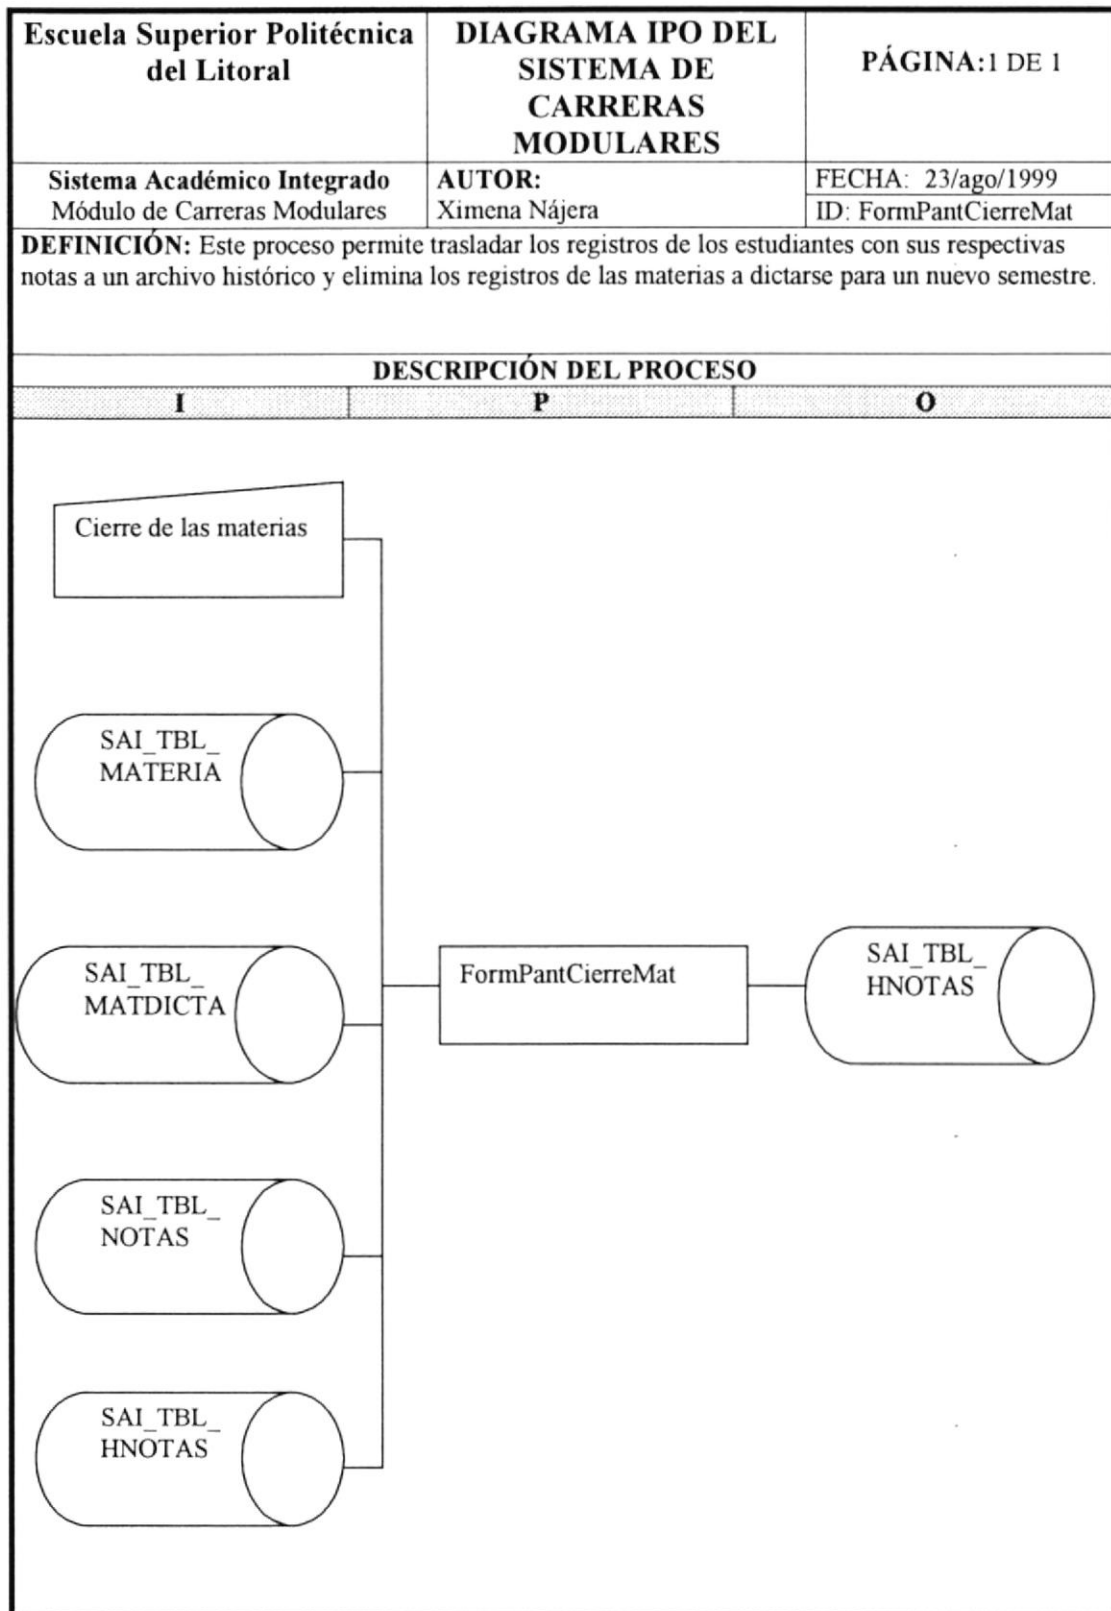 Escuela Superior Politécnica
del Litoral
DIAGRAMA IPO DEL
SISTEMA DE
CARRERAS
MODULARES
PÁGINA:1 DE 1
Sistema Académico Integrado
Módulo de Carreras Modulares
AUTOR:
Ximena Nájera
FECHA: 23/ago/1999
ID: FormPantCierreMat
DEFINICIÓN: Este proceso permite trasladar los registros de los estudiantes con sus respectivas
notas a un archivo histórico y elimina los registros de las materias a dictarse para un nuevo semestre.
DESCRIPCIÓN DEL PROCESO
I
P
O
Cierre de las materias
SAI_TBL_
MATERIA
SAI_TBL_
MATDICTA
FormPantCierreMat
SAI_TBL_
HNOTAS
SAI_TBL_
NOTAS
SAI_TBL_
HNOTAS